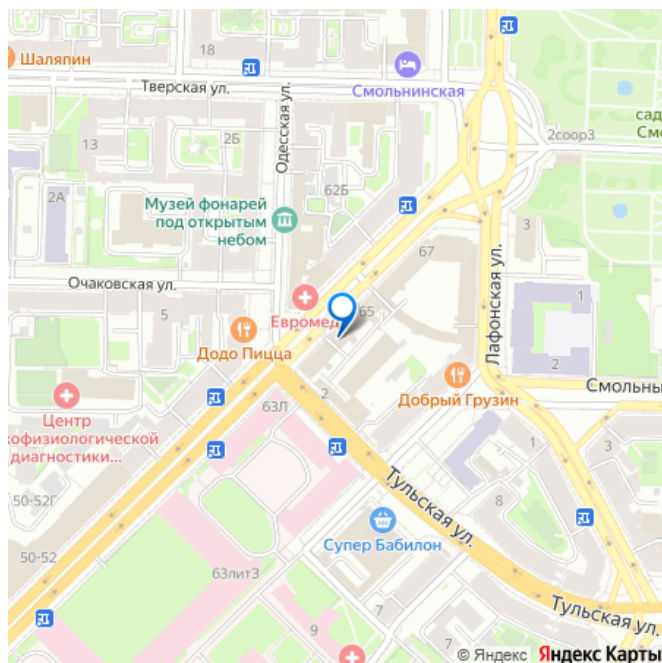 Шаляпин
18
Тверская ул.
Смольнинская
сад
Смо
2соор3
Одесская ул.
13
2Б
2А
62Б
Музей фонарей
под открытым
небом
67
3
Лафонская ул.
Очаковская ул.
5
Евромед
65
1
Додо Пицца
2
Добрый Грузин
Смольны
63Л
2
Центр
хофизиологической
диагностики...
1
3
Тульская ул.
50-52Г
8
Супер Бабилон
50-52
63лит3
Тульская ул.
7
7
9
© Яндекс Яндекс Карты